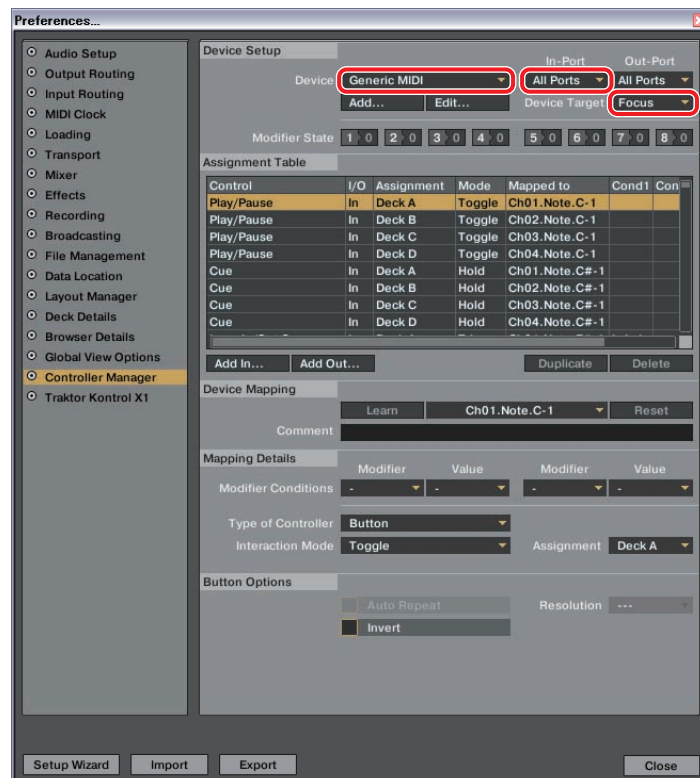 Preferences...
Audio Setup
Output Routing
Input Routing
MIDI Clock
Loading
Transport
Mixer
Effects
Recording
Broadcasting
File Management
Data Location
Layout Manager
Deck Details
Browser Details
Global View Options
Controller Manager
Traktor Kontrol X1
Device Setup
In-Port Out-Port
Device Generic MIDI All Ports All Ports
Add... Edit... Device Target Focus
Modifier State 1 0 2 0 3 0 4 0 5 0 6 0 7 0 8 0
Assignment Table
Control I/O Assignment Mode Mapped to Cond1 Con
Play/Pause In Deck A Toggle Ch01.Note.C-1
Play/Pause In Deck B Toggle Ch02.Note.C-1
Play/Pause In Deck C Toggle Ch03.Note.C-1
Play/Pause In Deck D Toggle Ch04.Note.C-1
Cue In Deck A Hold Ch01.Note.C#-1
Cue In Deck B Hold Ch02.Note.C#-1
Cue In Deck C Hold Ch03.Note.C#-1
Cue In Deck D Hold Ch04.Note.C#-1
Add In... Add Out... Duplicate Delete
Device Mapping
Learn Ch01.Note.C-1 Reset
Comment
Mapping Details
Modifier Value Modifier Value
Modifier Conditions - - - -
Type of Controller Button
Interaction Mode Toggle Assignment Deck A
Button Options
Auto Repeat Resolution ---
Invert
Setup Wizard Import Export Close